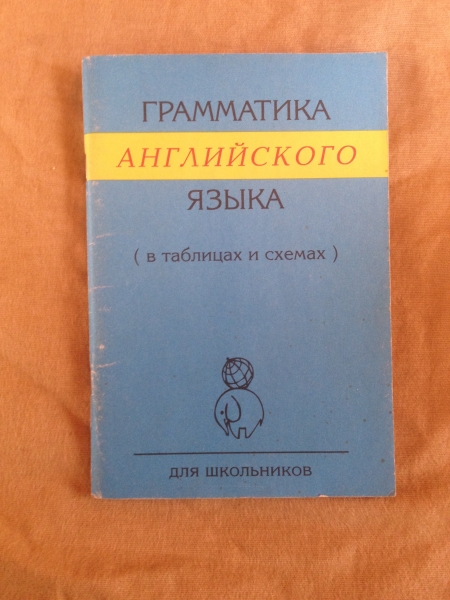 ГРАММАТИКА
АНГЛИЙСКОГО
ЯЗЫКА
( в таблицах и схемах )
ДЛЯ ШКОЛЬНИКОВ